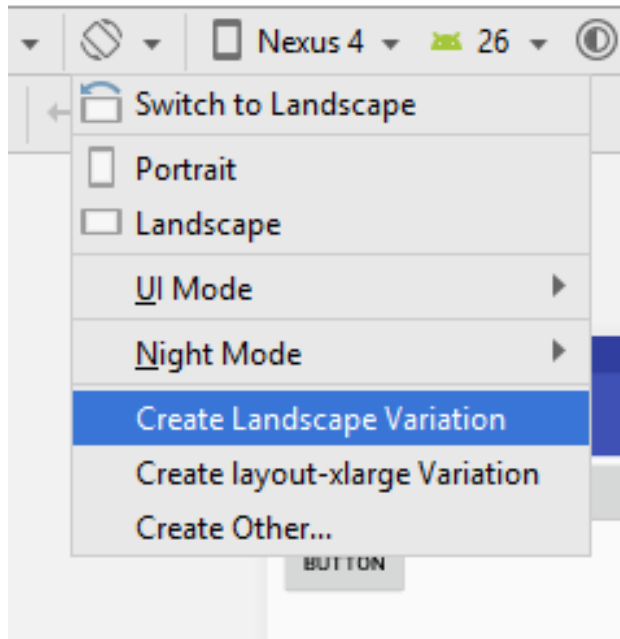 Nexus 4 26
Switch to Landscape
Portrait
Landscape
UI Mode
Night Mode
Create Landscape Variation
Create layout-xlarge Variation
Create Other...
BUTTON